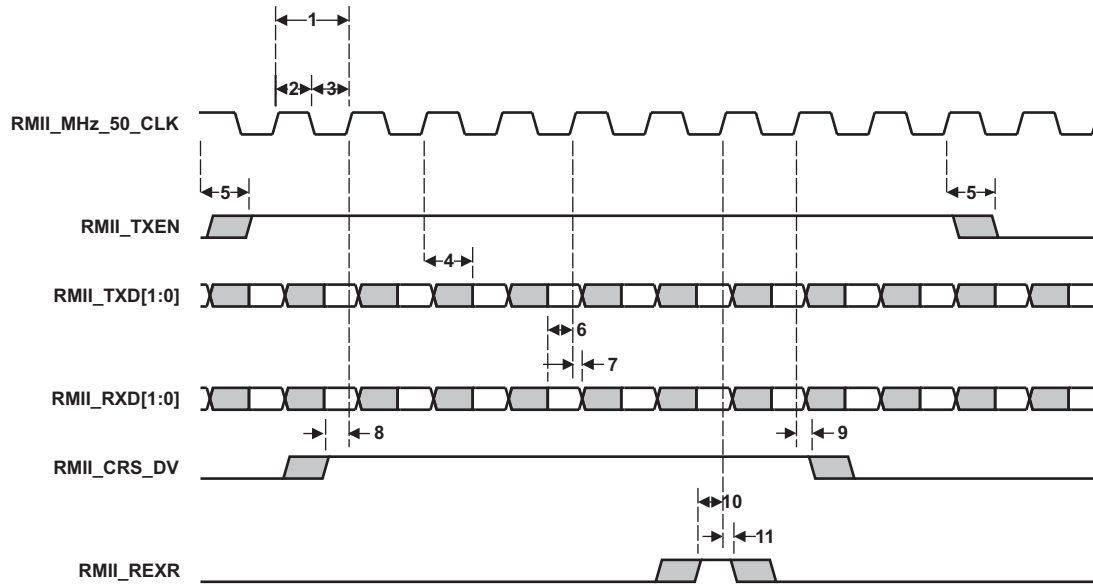 1
2
3
RMII_MHz_50_CLK
5
5
RMII_TXEN
4
RMII_TXD[1:0]
6
7
RMII_RXD[1:0]
8
9
RMII_CRS_DV
10
11
RMII_REXR